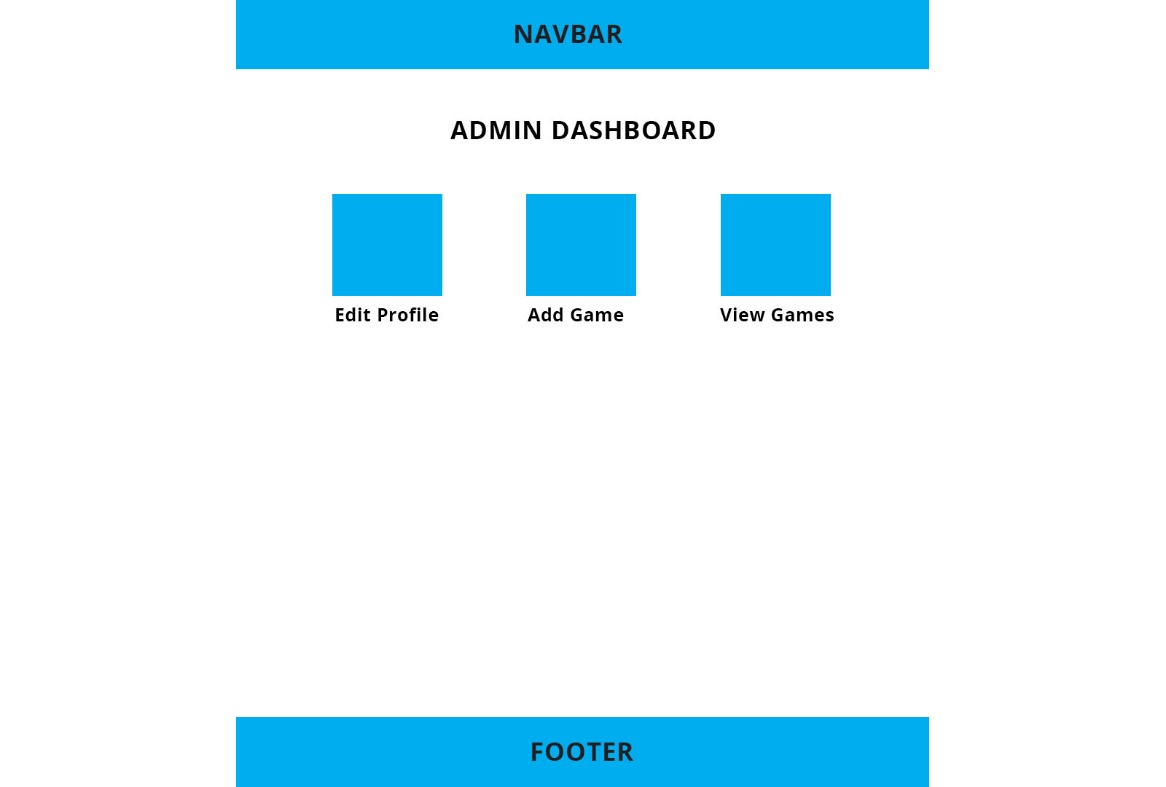 NAVBAR
ADMIN DASHBOARD
Edit Profile
Add Game
View Games
FOOTER